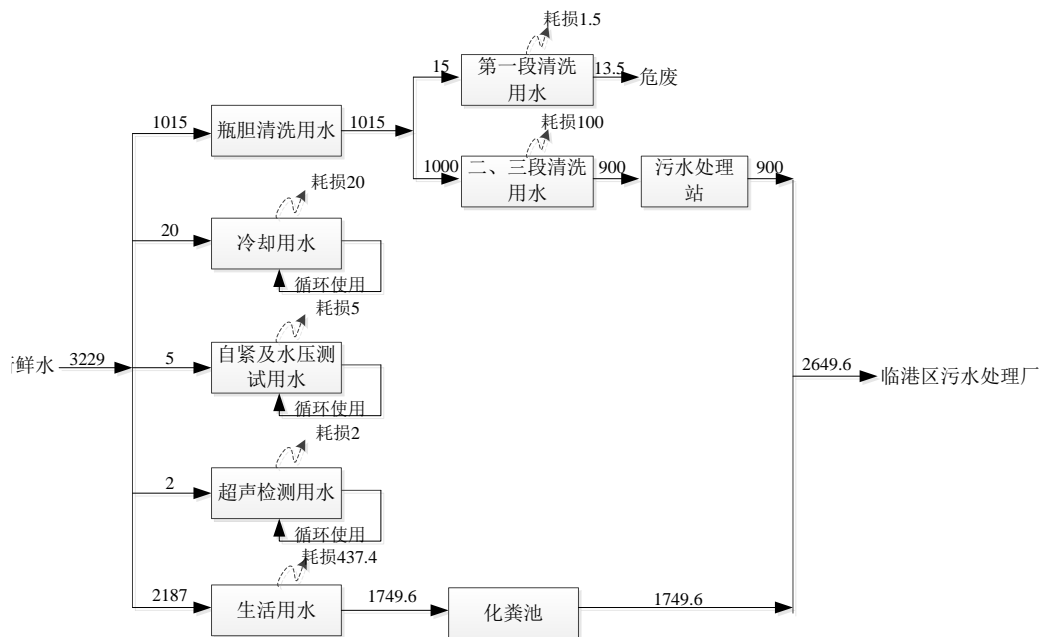 耗损1.5
15
第一段清洗
用水
13.5
危废
1015
瓶胆清洗用水
1015
耗损100
1000
二、三段清洗
用水
900
污水处理
站
900
耗损20
20
冷却用水
循环使用
耗损5
鲜水
3229
5
自紧及水压测
试用水
循环使用
2649.6
临港区污水处理厂
耗损2
2
超声检测用水
循环使用
耗损437.4
2187
生活用水
1749.6
化粪池
1749.6